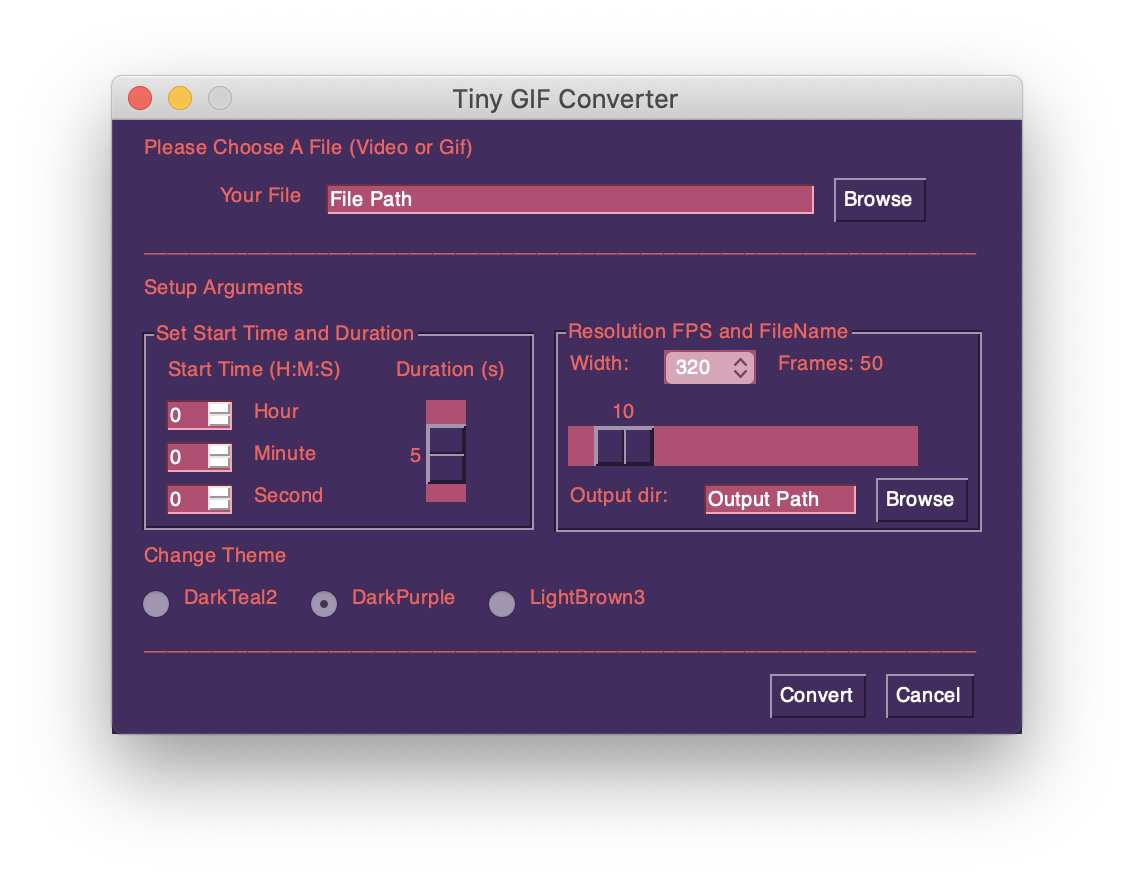 Tiny GIF Converter
Please Choose A File (Video or Gif)
Your File File Path Browse
Setup Arguments
Set Start Time and Duration
Start Time (H:M:S) Duration (s)
0 Hour
0 Minute
5
0 Second
Resolution FPS and FileName
Width: 320 Frames: 50
10
Output dir: Output Path Browse
Change Theme
DarkTeal2 DarkPurple LightBrown3
Convert Cancel